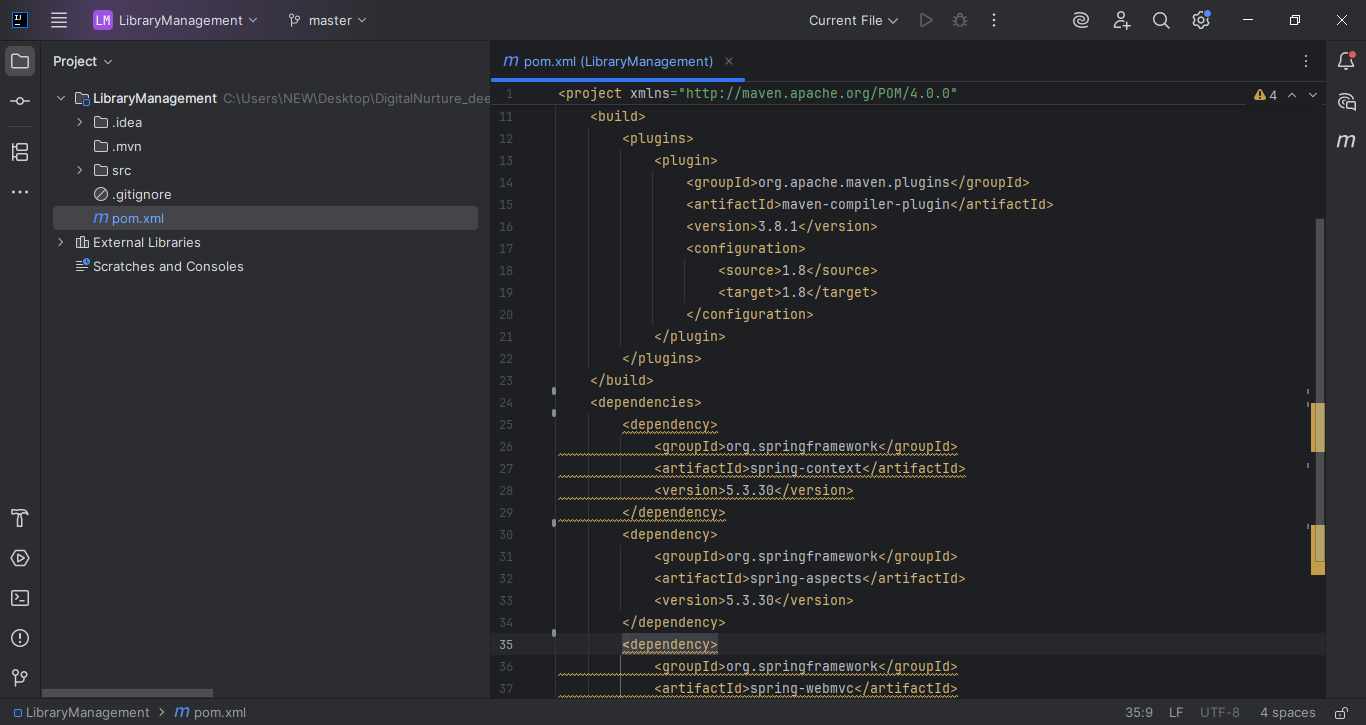 LM LibraryManagement master Current File
Project
pom.xml (LibraryManagement)
LibraryManagement C:\Users\NEW\Desktop\DigitalNurture_dee
.idea
.mvn
src
.gitignore
m pom.xml
External Libraries
Scratches and Consoles
4
1 <project xmlns="http://maven.apache.org/POM/4.0.0"
11 <build>
12 <plugins>
13 <plugin>
14 <groupId>org.apache.maven.plugins</groupId>
15 <artifactId>maven-compiler-plugin</artifactId>
16 <version>3.8.1</version>
17 <configuration>
18 <source>1.8</source>
19 <target>1.8</target>
20 </configuration>
21 </plugin>
22 </plugins>
23 </build>
24 <dependencies>
25 <dependency>
26 <groupId>org.springframework</groupId>
27 <artifactId>spring-context</artifactId>
28 <version>5.3.30</version>
29 </dependency>
30 <dependency>
31 <groupId>org.springframework</groupId>
32 <artifactId>spring-aspects</artifactId>
33 <version>5.3.30</version>
34 </dependency>
35 <dependency>
36 <groupId>org.springframework</groupId>
37 <artifactId>spring-webmvc</artifactId>
LibraryManagement m pom.xml 35:9 LF UTF-8 4 spaces